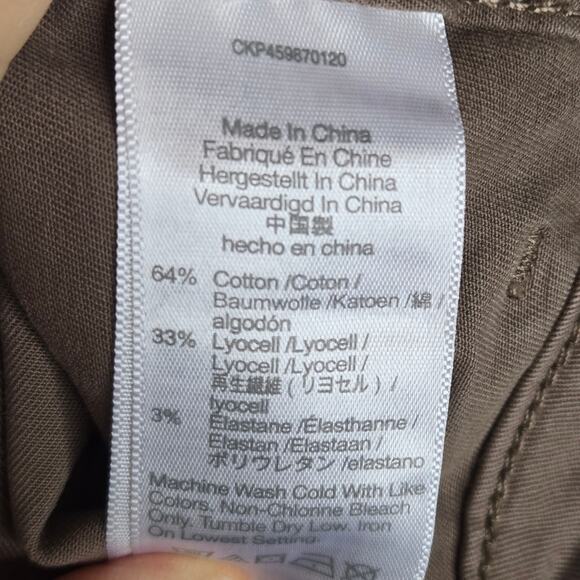 CKP459870120
Made In China
Fabriqué En Chine
Hergestellt In China
Vervaardigd In China
中国製
hecho en china
64% Cotton /Coton /
Baumwolle /Katoen /綿 /
algodón
33% Lyocell /Lyocell /
Lyocell /Lyocell /
再生繊維 ( リヨセル ) /
lyocell
3% Elastane /Élasthanne /
Elastan /Elastaan /
ポリウレタン /elastano
Machine Wash Cold With Like
Colors. Non-Chlorine Bleach
Only. Tumble Dry Low. Iron
On Lowest Setting.